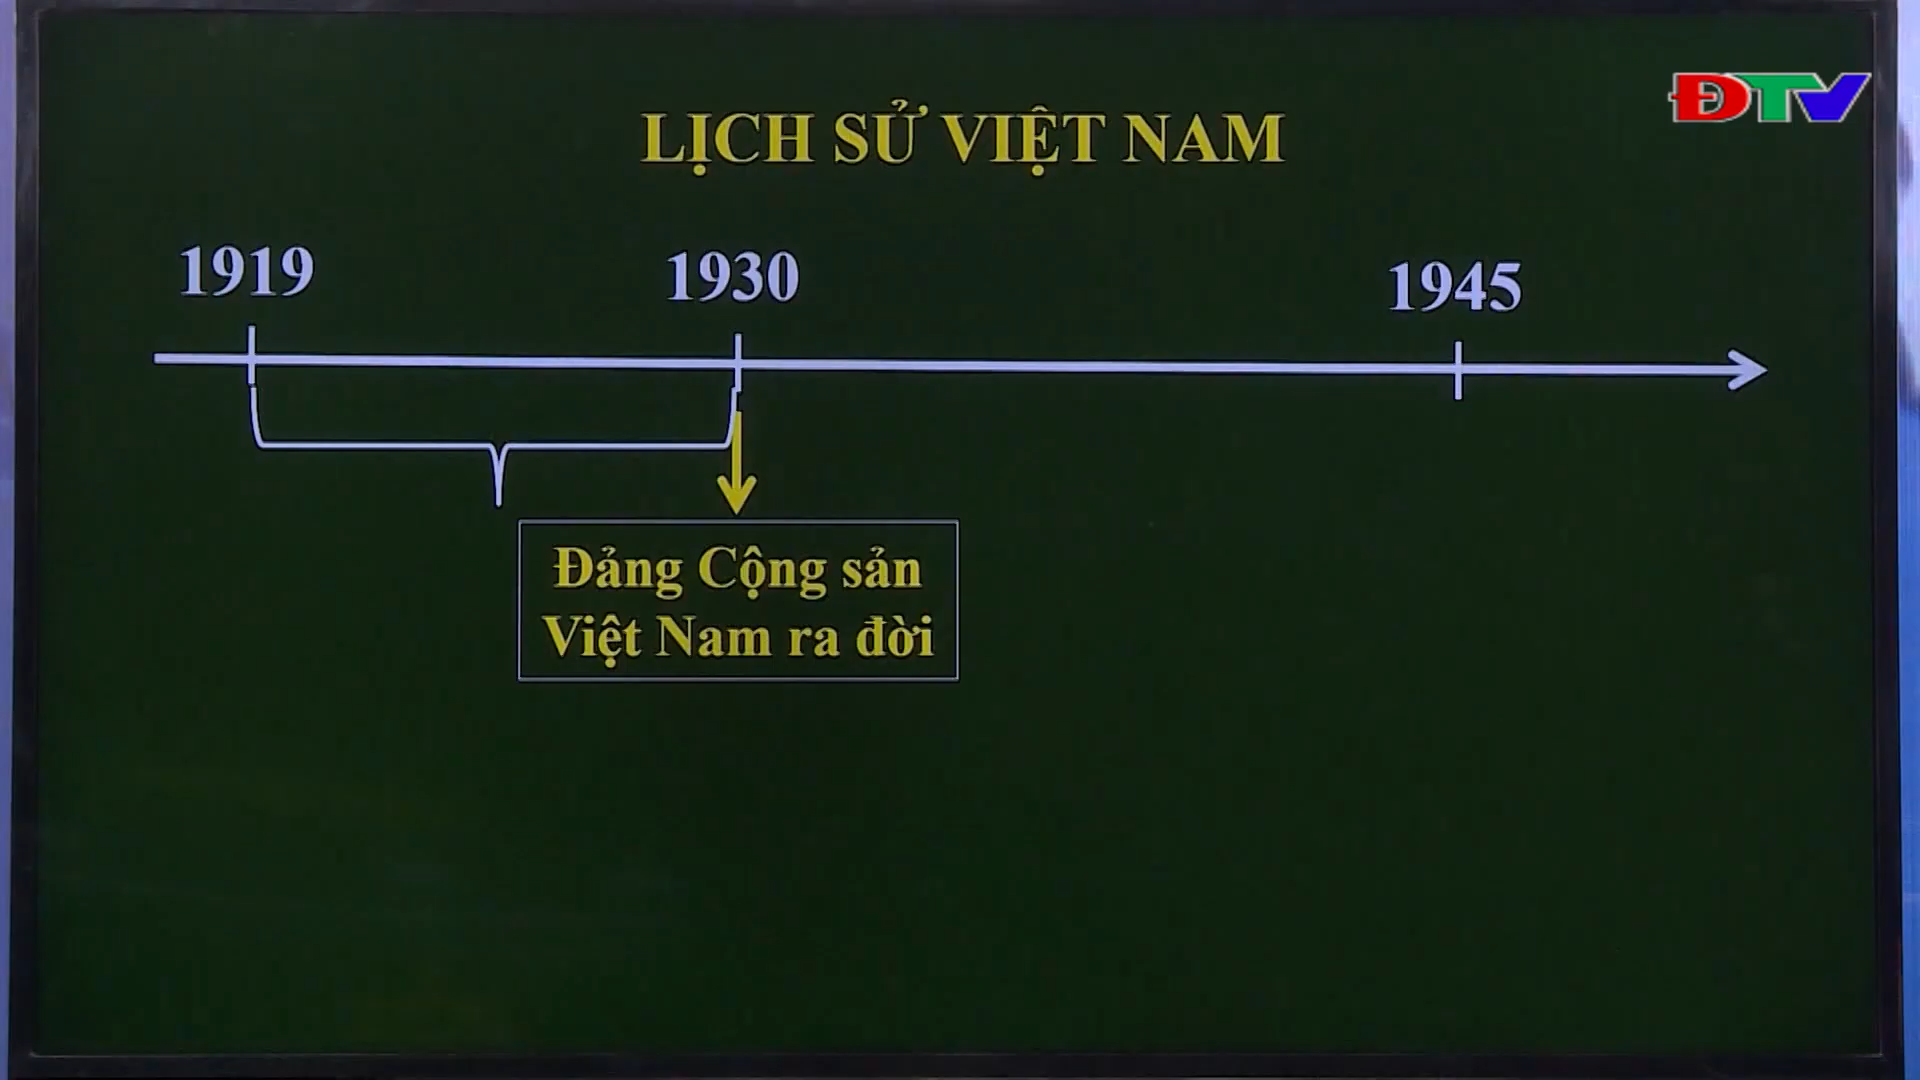 ĐTV
LỊCH SỬ VIỆT NAM
1919
1930
1945
Đảng Cộng sản
Việt Nam ra đời